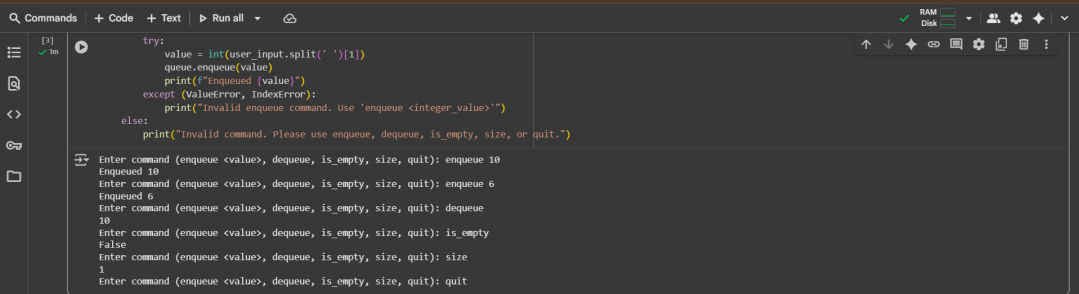 Commands + Code + Text Run all
RAM
Disk
[3]
1m
try:
value = int(user_input.split(' ')[1])
queue.enqueue(value)
print(f"Enqueued {value}")
except (ValueError, IndexError):
print("Invalid enqueue command. Use 'enqueue <integer_value>'")
else:
print("Invalid command. Please use enqueue, dequeue, is_empty, size, or quit.")
Enter command (enqueue <value>, dequeue, is_empty, size, quit): enqueue 10
Enqueued 10
Enter command (enqueue <value>, dequeue, is_empty, size, quit): enqueue 6
Enqueued 6
Enter command (enqueue <value>, dequeue, is_empty, size, quit): dequeue
10
Enter command (enqueue <value>, dequeue, is_empty, size, quit): is_empty
False
Enter command (enqueue <value>, dequeue, is_empty, size, quit): size
1
Enter command (enqueue <value>, dequeue, is_empty, size, quit): quit